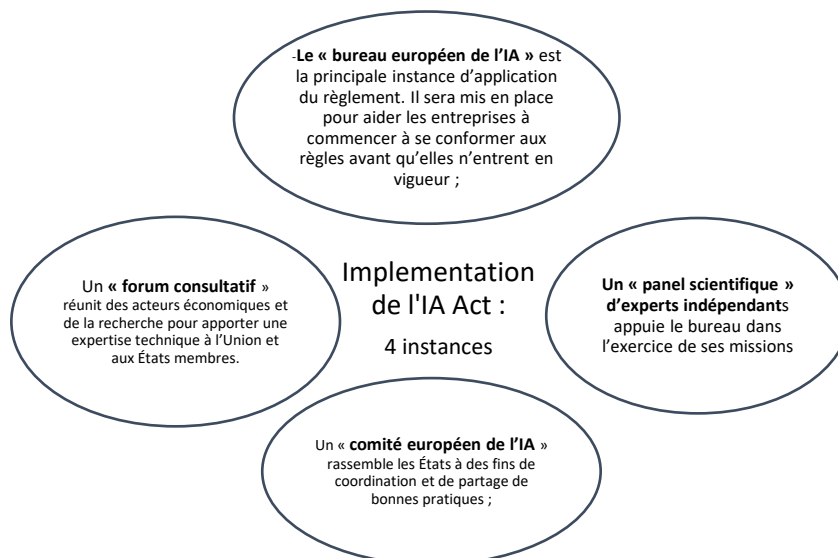 -Le « bureau européen de l’IA » est
la principale instance d’application
du règlement. Il sera mis en place
pour aider les entreprises à
commencer à se conformer aux
règles avant qu’elles n’entrent en
vigueur ;
Un « forum consultatif »
réunit des acteurs économiques et
de la recherche pour apporter une
expertise technique à l’Union et
aux États membres.
Implementation
de l'IA Act :
4 instances
Un « panel scientifique »
d’experts indépendants
appuie le bureau dans
l’exercice de ses missions
Un « comité européen de l’IA »
rassemble les États à des fins de
coordination et de partage de
bonnes pratiques ;